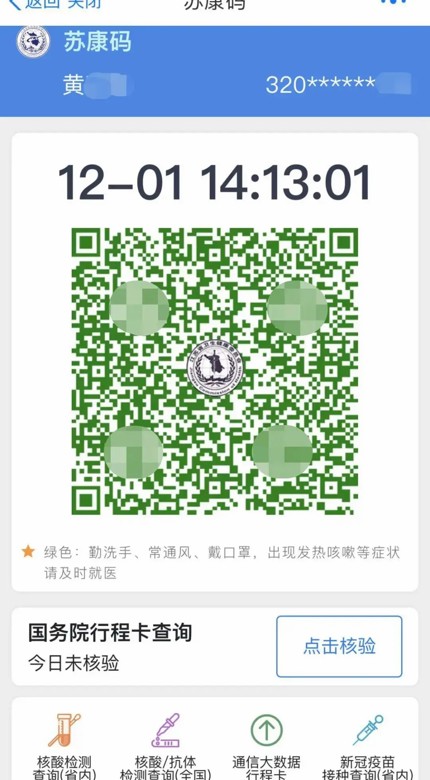 返回 关闭
苏康码
苏康码
黄
320******
12-01 14:13:01
绿色：勤洗手、常通风、戴口罩，出现发热咳嗽等症状
请及时就医
国务院行程卡查询
今日未核验
点击核验
核酸检测
查询(省内)
核酸/抗体
检测查询(全国)
通信大数据
行程卡
新冠疫苗
接种查询(省内)